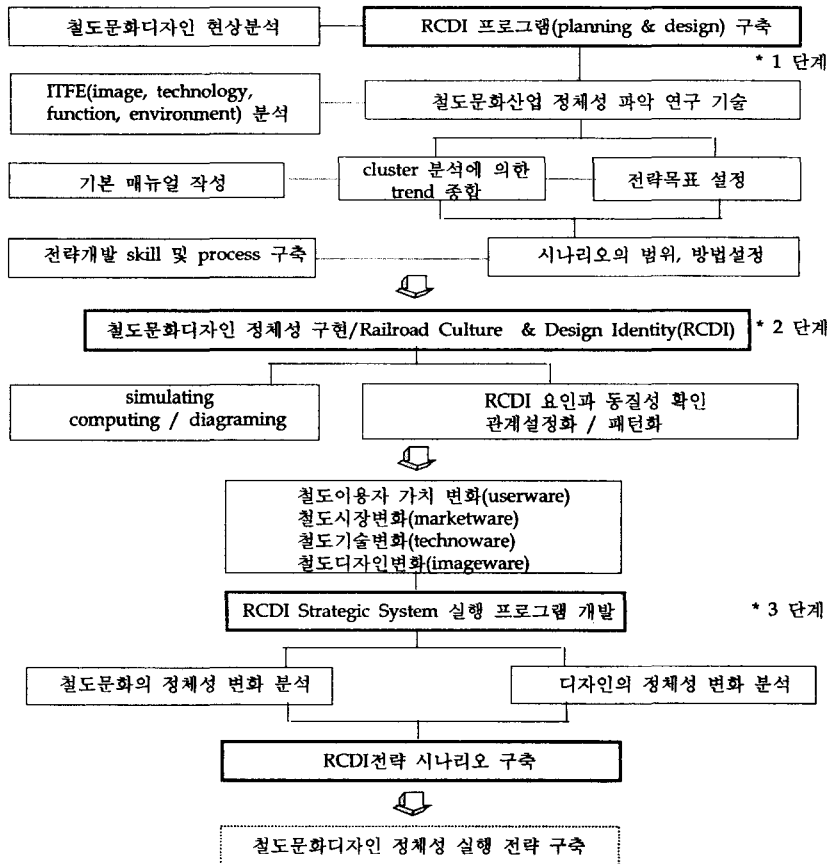 철도문화디자인 현상분석
RCDI 프로그램(planning & design) 구축
* 1 단계
ITFE(image, technology,
function, environment) 분석
철도문화산업 정체성 파악 연구 기술
기본 매뉴얼 작성
cluster 분석에 의한
trend 종합
전략목표 설정
전략개발 skill 및 process 구축
시나리오의 범위, 방법설정
철도문화디자인 정체성 구현/Railroad Culture & Design Identity(RCDI)
* 2 단계
simulating
computing / diagraming
RCDI 요인과 동질성 확인
관계설정화 / 패턴화
철도이용자 가치 변화(userware)
철도시장변화(marketware)
철도기술변화(technoware)
철도디자인변화(imageware)
RCDI Strategic System 실행 프로그램 개발
* 3 단계
철도문화의 정체성 변화 분석
디자인의 정체성 변화 분석
RCDI전략 시나리오 구축
철도문화디자인 정체성 실행 전략 구축